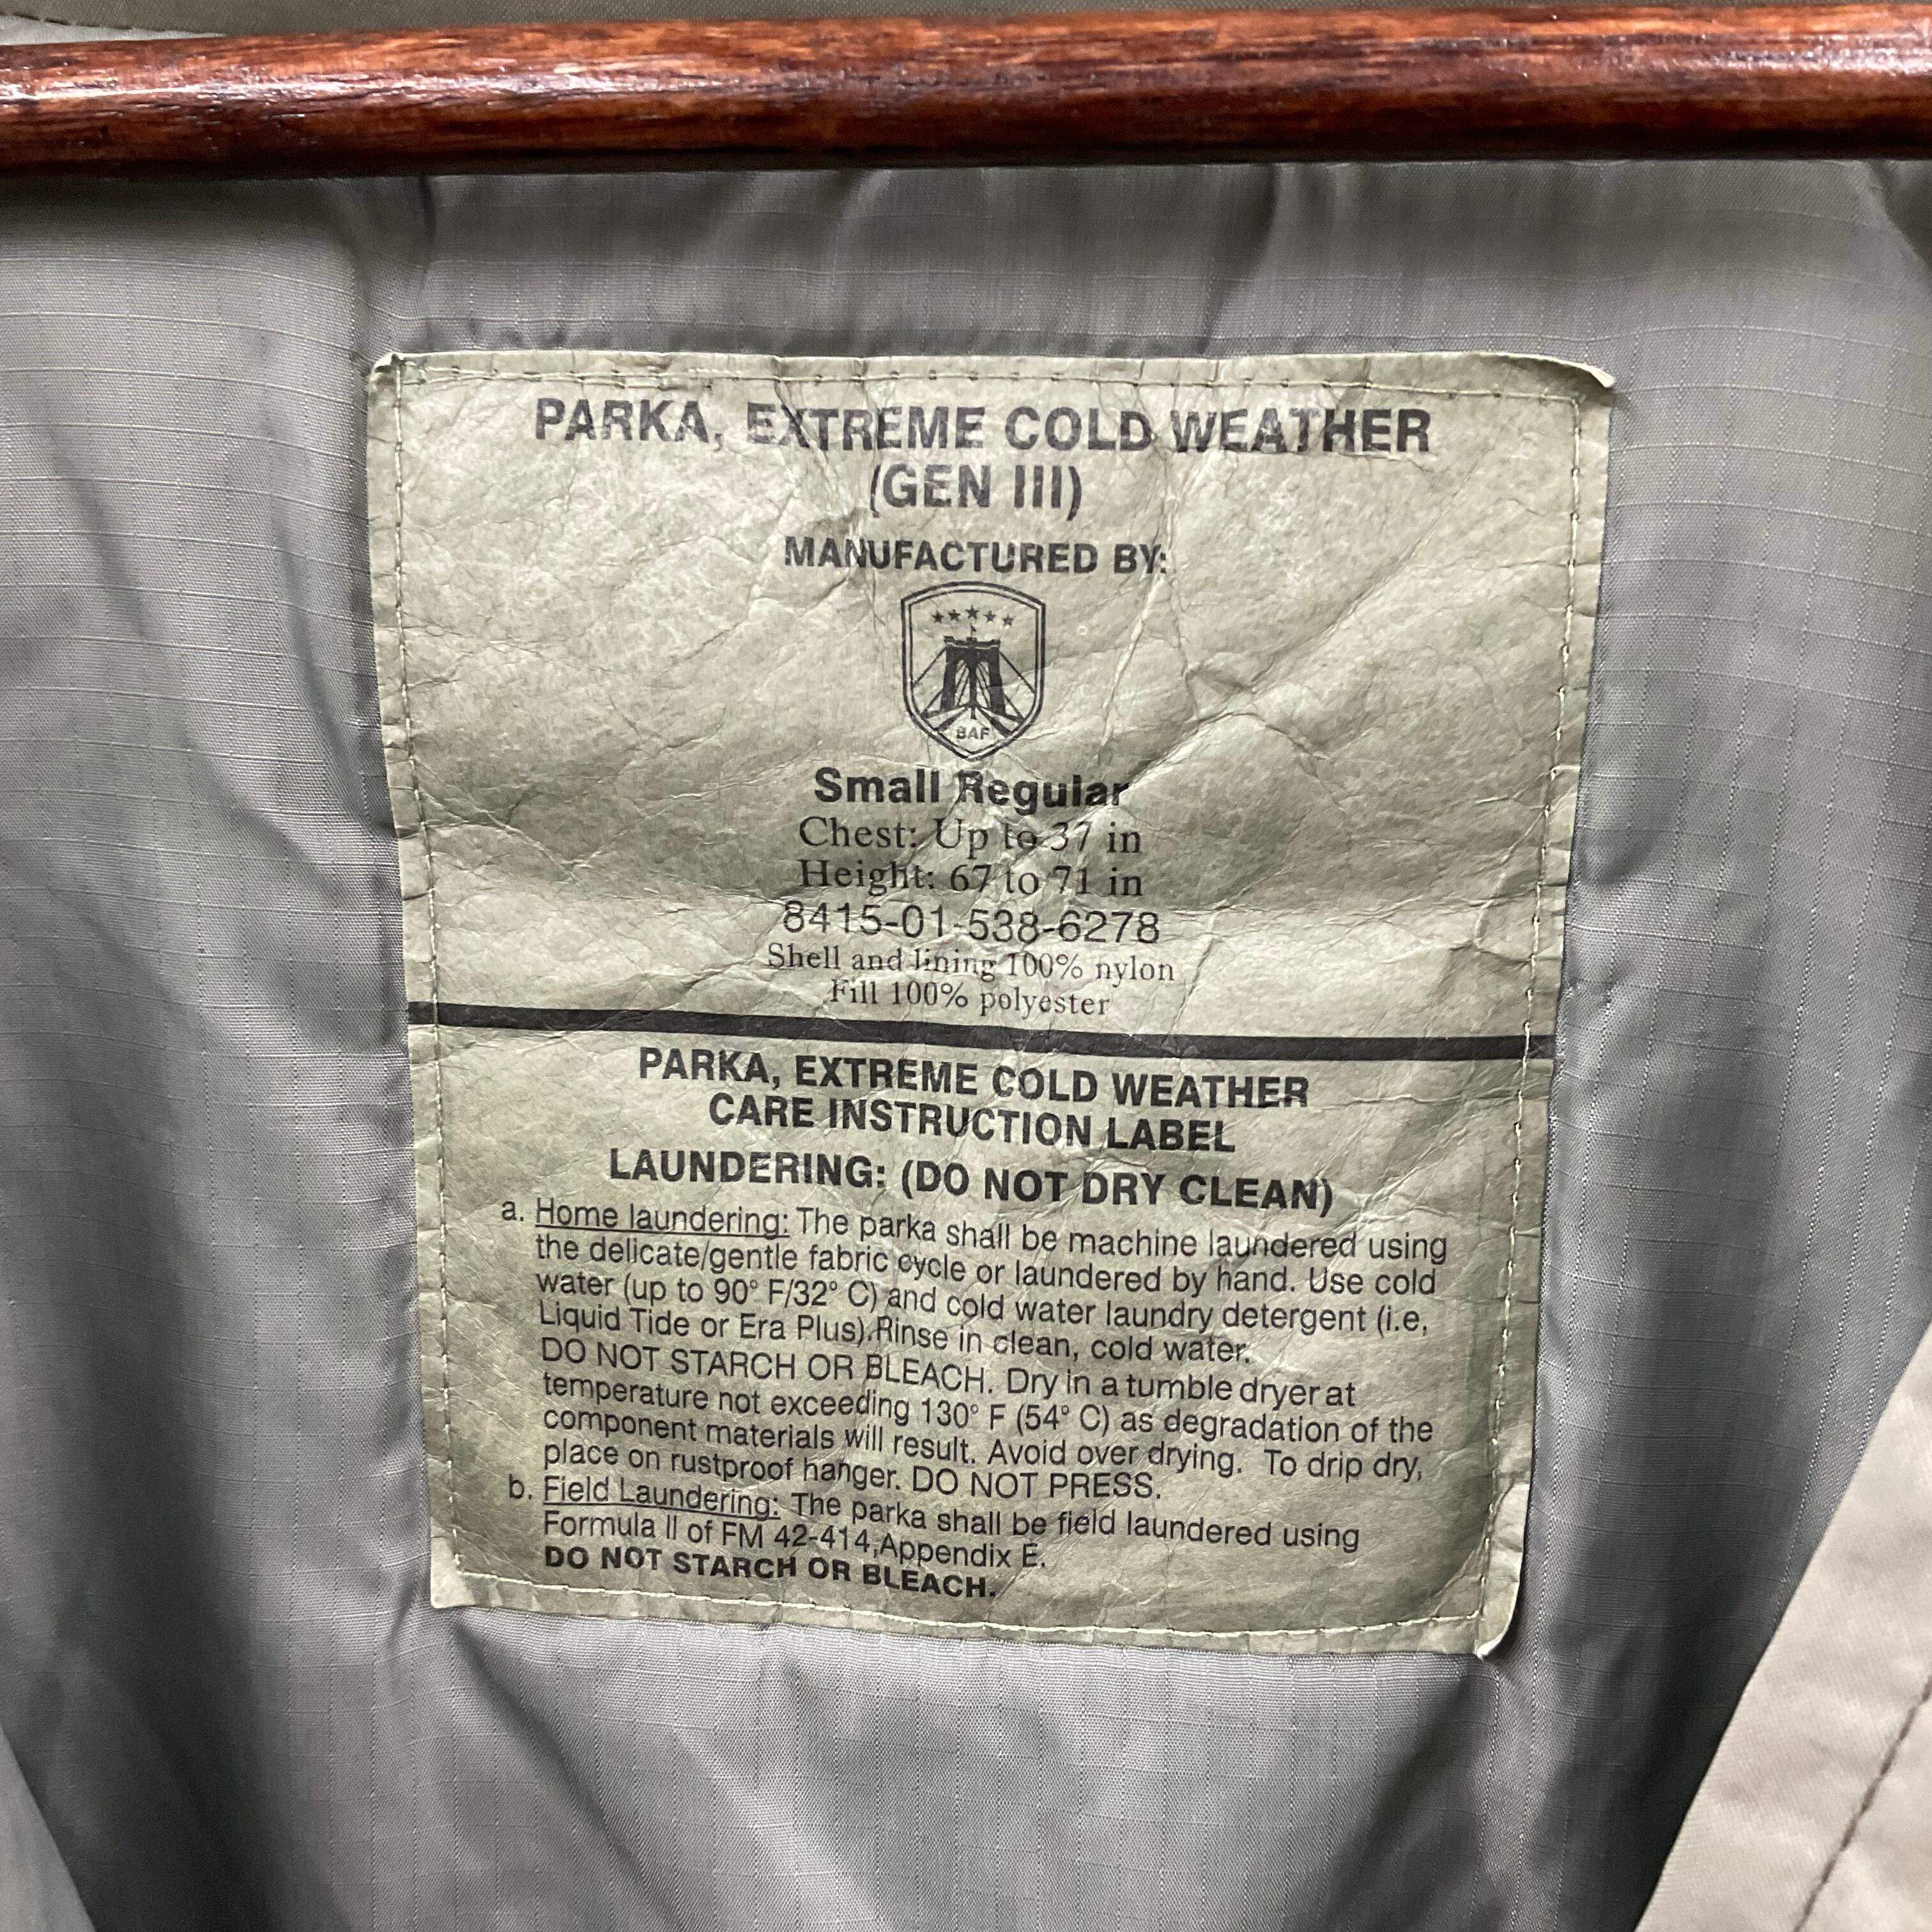 PARKA, EXTREME COLD WEATHER
(GEN III)
MANUFACTURED BY:
BAF
Small Regular
Chest: Up to 37 in
Height: 67 to 71 in
8415-01-538-6278
Shell and lining 100% nylon
Fill 100% polyester
PARKA, EXTREME COLD WEATHER
CARE INSTRUCTION LABEL
LAUNDERING: (DO NOT DRY CLEAN)
a. Home laundering: The parka shall be machine laundered using
the delicate/gentle fabric cycle or laundered by hand. Use cold
water (up to 90° F/32° C) and cold water laundry detergent (i.e,
Liquid Tide or Era Plus).Rinse in clean, cold water.
DO NOT STARCH OR BLEACH. Dry in a tumble dryer at
temperature not exceeding 130° F (54° C) as degradation of the
component materials will result. Avoid over drying. To drip dry,
place on rustproof hanger. DO NOT PRESS.
b. Field Laundering: The parka shall be field laundered using
Formula II of FM 42-414,Appendix E.
DO NOT STARCH OR BLEACH.